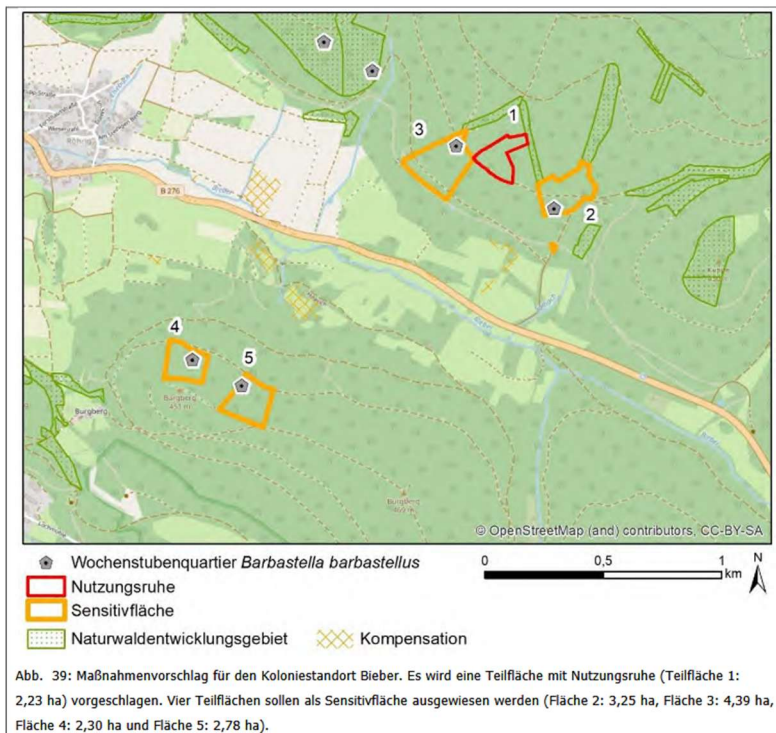 1
3
2
B 276
4
5
Burgberg
Burgberg
© OpenStreetMap (and) contributors, CC-BY-SA
Wochenstubenquartier Barbastella barbastellus
0 0,5 1
km
N
Nutzungsruhe
Sensitivfläche
Naturwaldentwicklungsgebiet Kompensation
Abb. 39: Maßnahmenvorschlag für den Koloniestandort Bieber. Es wird eine Teilfläche mit Nutzungsruhe (Teilfläche 1:
2,23 ha) vorgeschlagen. Vier Teilflächen sollen als Sensitivfläche ausgewiesen werden (Fläche 2: 3,25 ha, Fläche 3: 4,39 ha,
Fläche 4: 2,30 ha und Fläche 5: 2,78 ha).